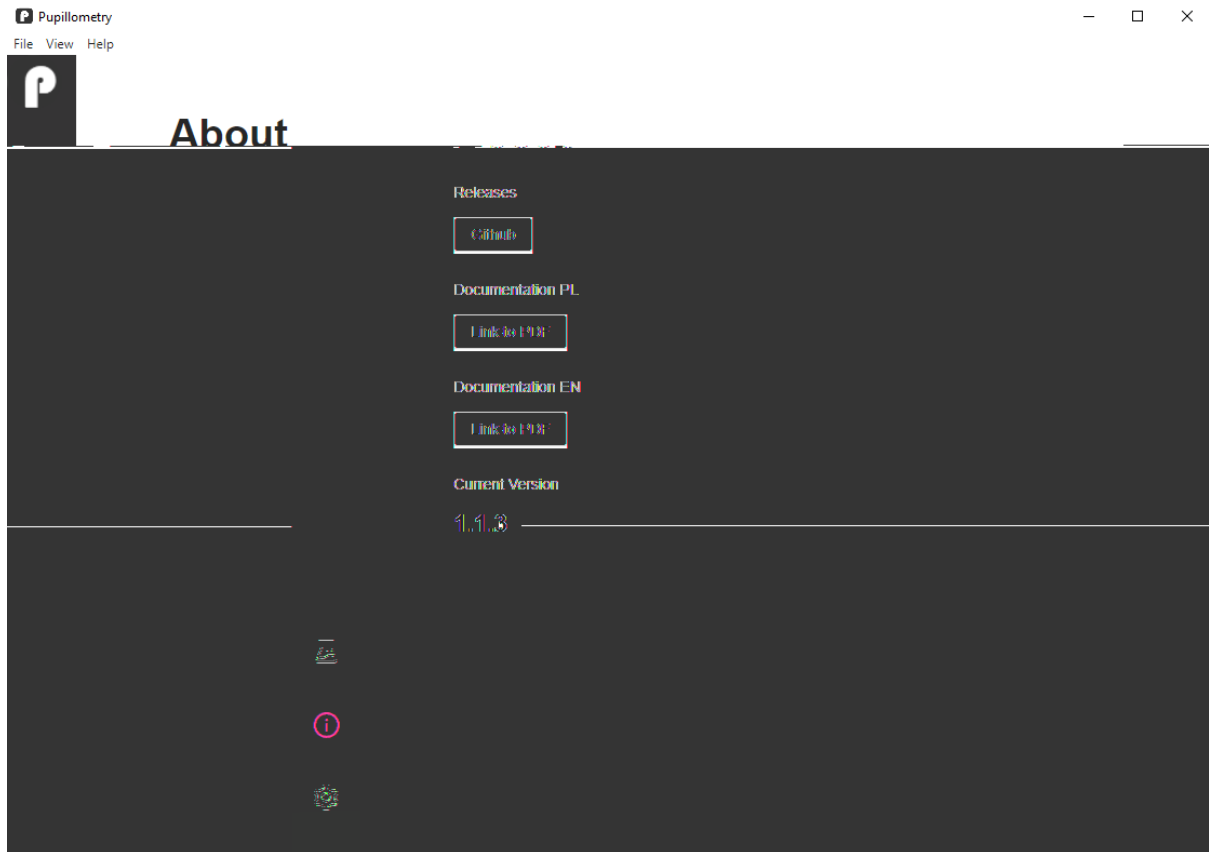 Pupillometry
File View Help
About
Releases
Github
Documentation PL
Link to PDF
Documentation EN
Link to PDF
Current Version
1.1.3